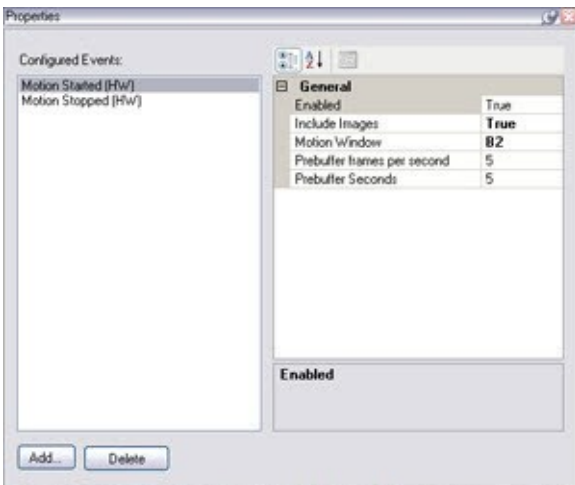 Properties
Configured Events:
Motion Started (HW)
Motion Stopped (HW)
General
Enabled True
Include Images True
Motion Window B2
Prebuffer frames per second 5
Prebuffer Seconds 5
Enabled
Add... Delete